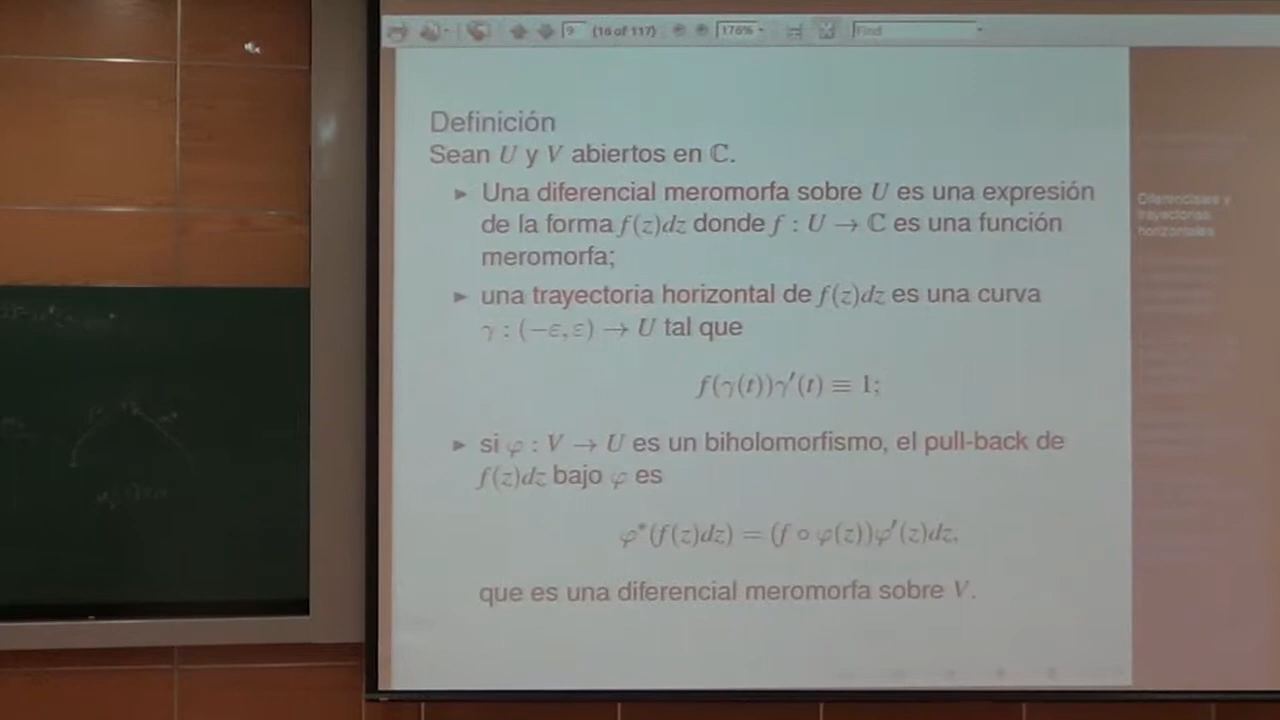 9 (16 of 117) 176% Find
Definición
Sean U y V abiertos en ℂ.
► Una diferencial meromorfa sobre U es una expresión
de la forma f(z)dz donde f : U → ℂ es una función
meromorfa;
► una trayectoria horizontal de f(z)dz es una curva
γ : (−ε, ε) → U tal que
f(γ(t))γ′(t) ≡ 1;
► si φ : V → U es un biholomorfismo, el pull-back de
f(z)dz bajo φ es
φ*(f(z)dz) = (f ∘ φ(z))φ′(z)dz,
que es una diferencial meromorfa sobre V.
Diferenciales y
trayectorias
horizontales